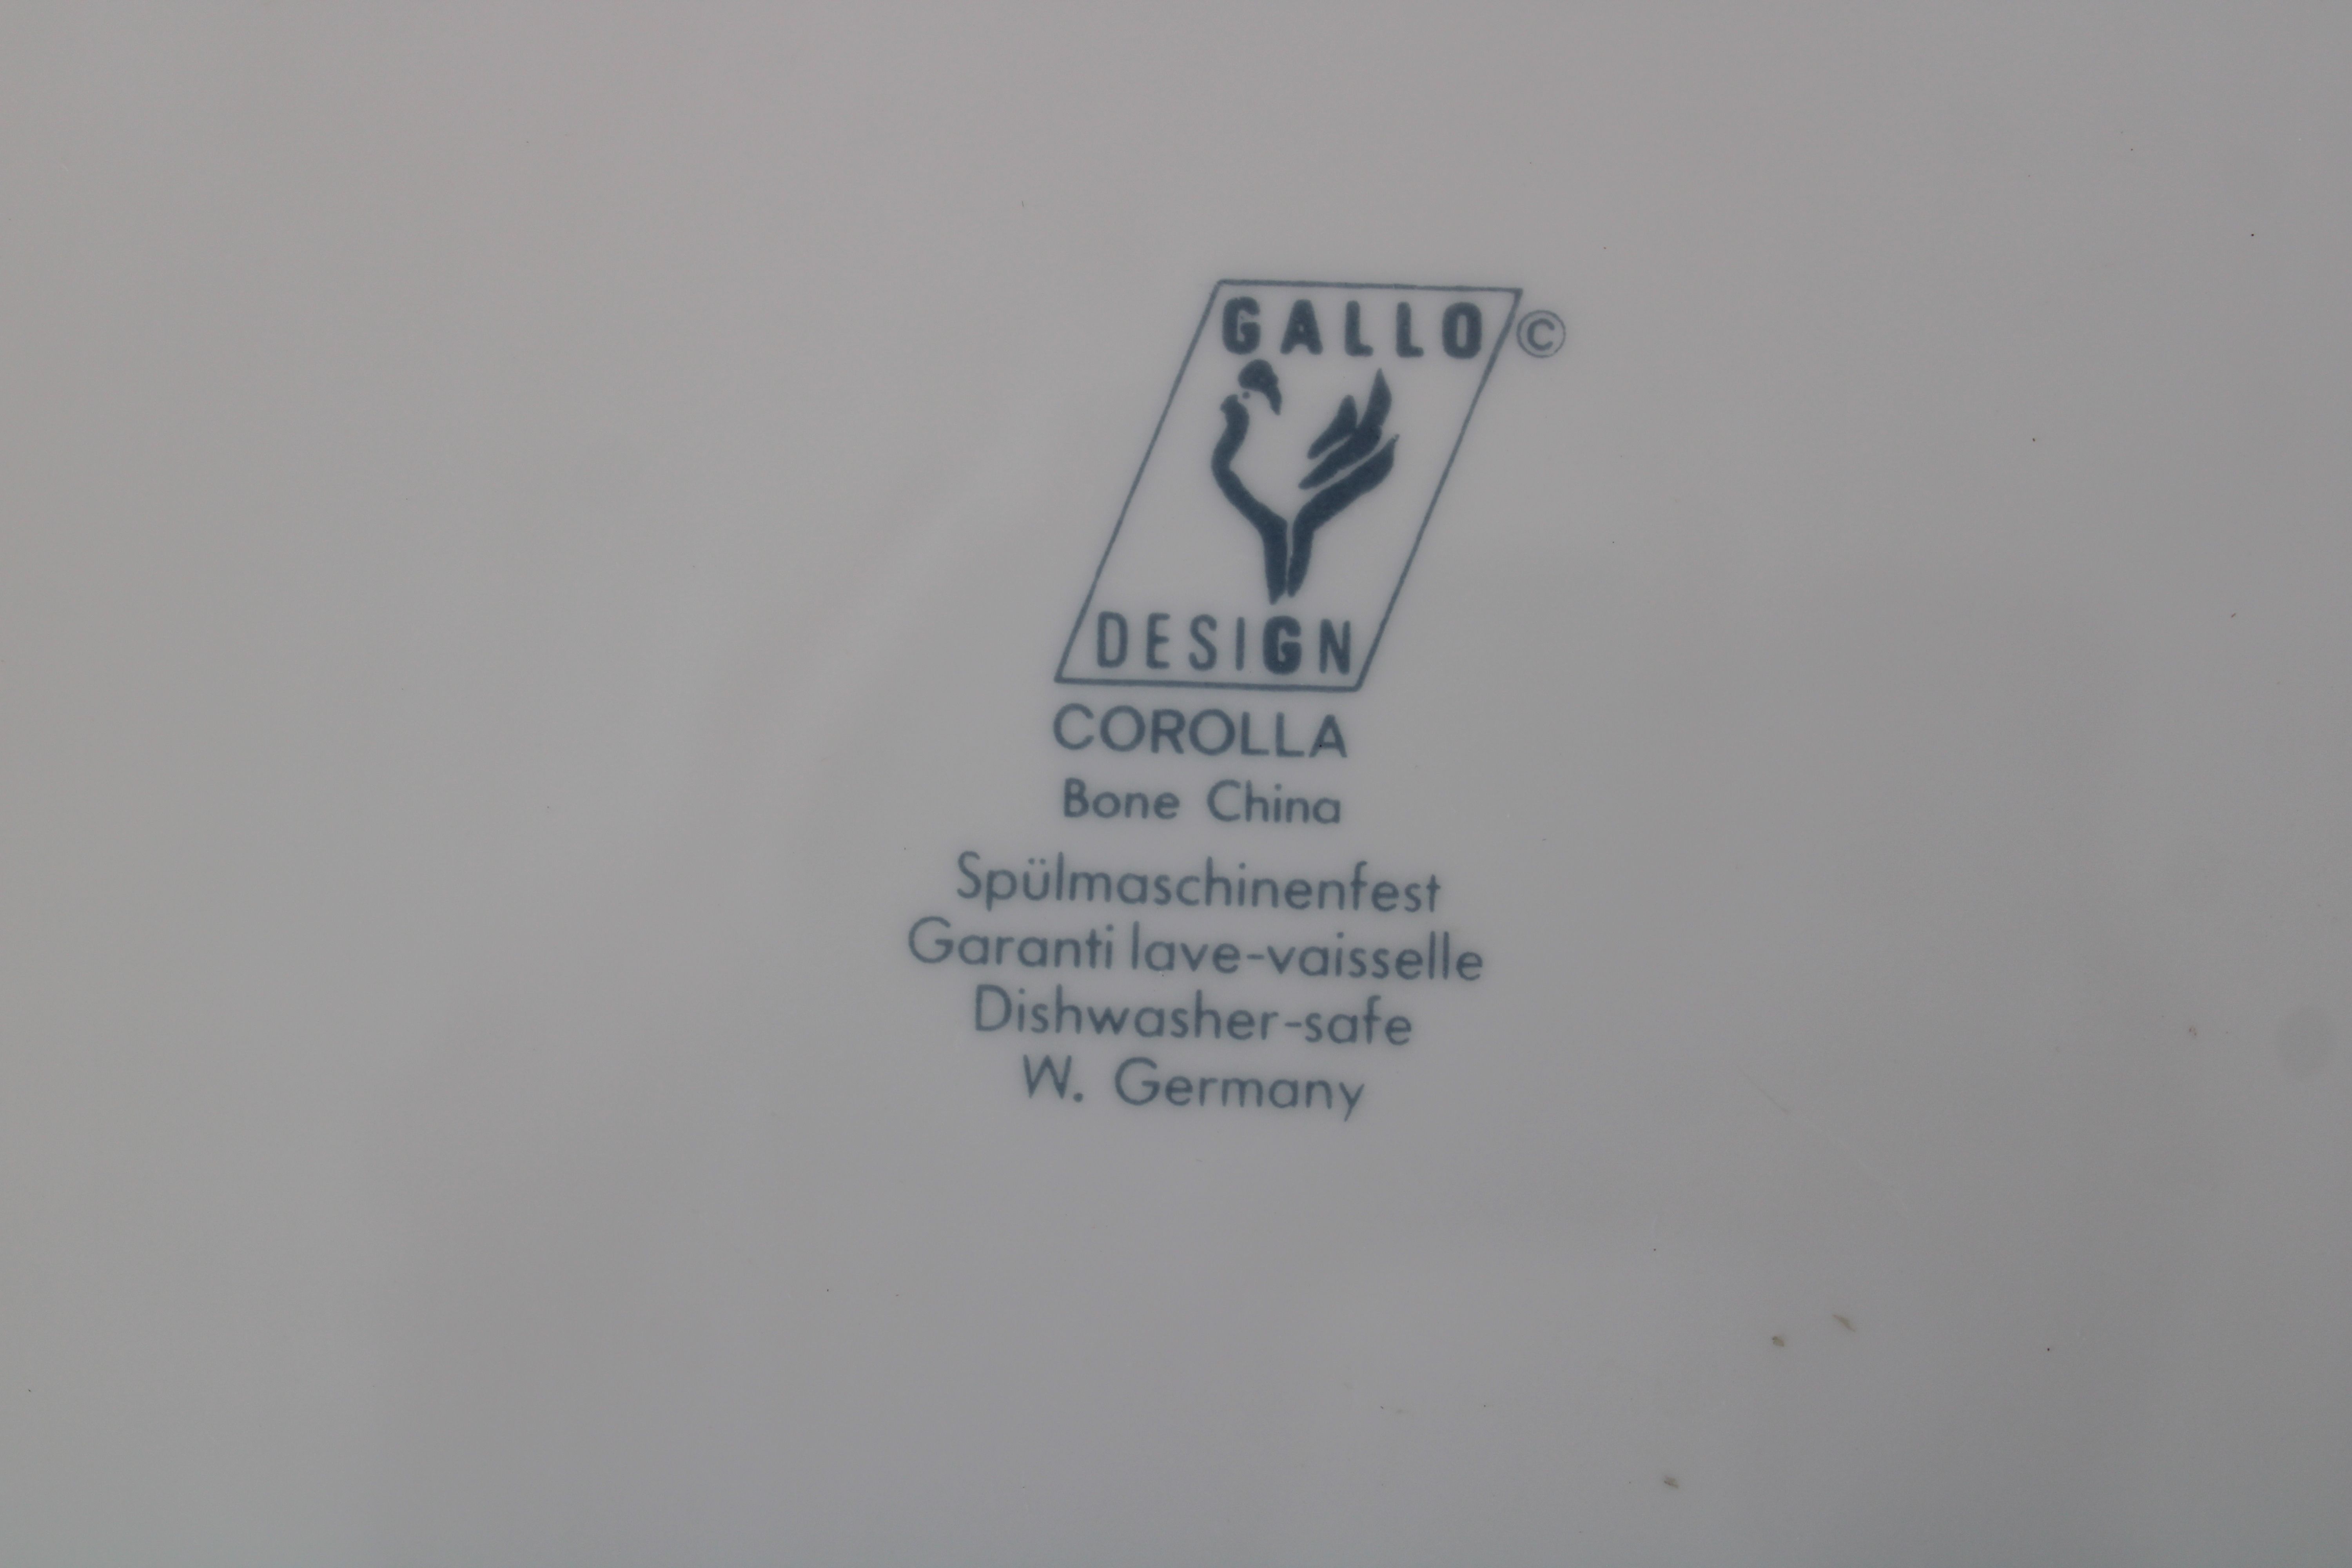 GALLO ©
DESIGN
COROLLA
Bone China
Spülmaschinenfest
Garanti lave-vaisselle
Dishwasher-safe
W. Germany